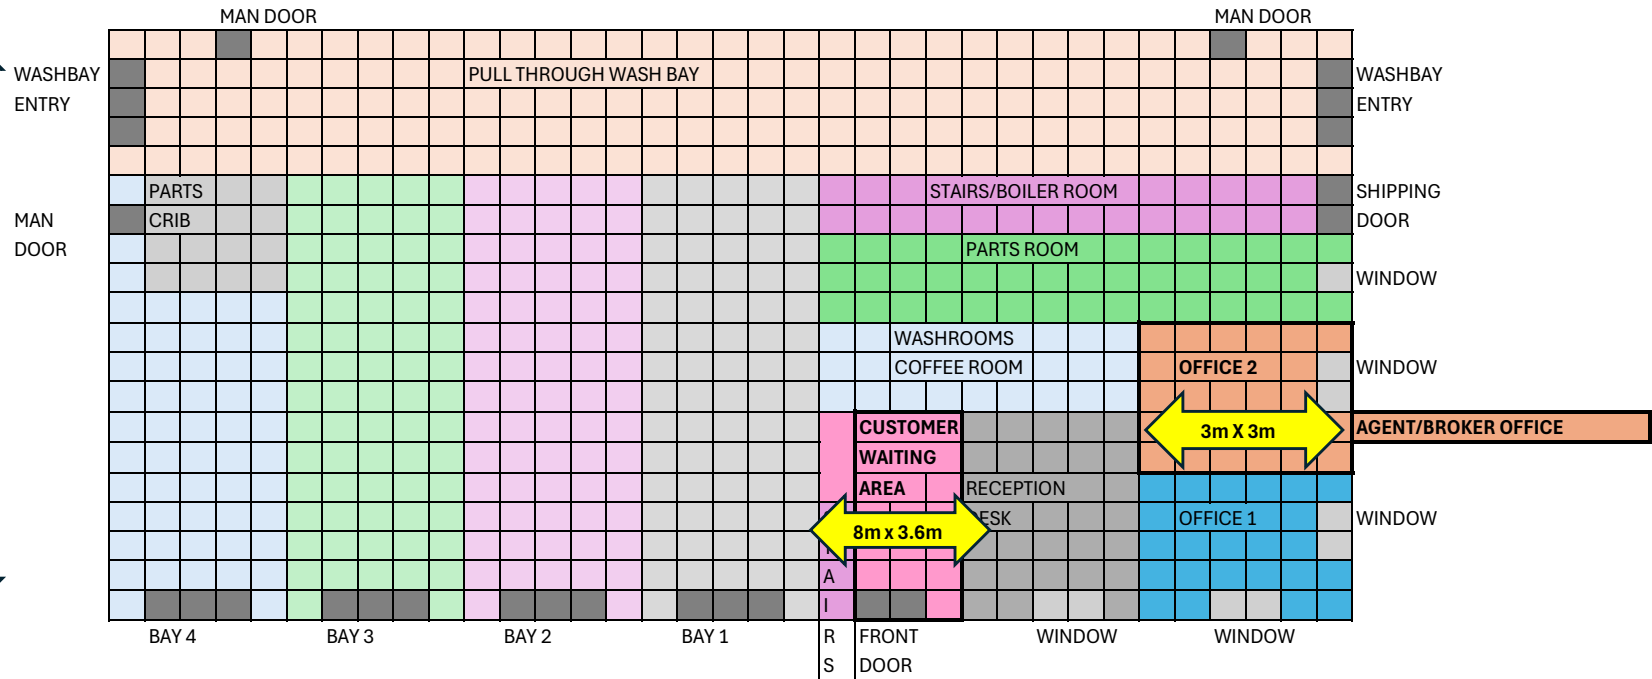 MAN DOOR
MAN DOOR
WASHBAY
PULL THROUGH WASH BAY
WASHBAY
ENTRY
ENTRY
PARTS
STAIRS/BOILER ROOM
SHIPPING
MAN
CRIB
DOOR
DOOR
PARTS ROOM
WINDOW
WASHROOMS
COFFEE ROOM
OFFICE 2
WINDOW
CUSTOMER
3m X 3m
AGENT/BROKER OFFICE
WAITING
AREA
RECEPTION
8m x 3.6m
OFFICE 1
WINDOW
A
I
BAY 4
BAY 3
BAY 2
BAY 1
R
FRONT
WINDOW
WINDOW
S
DOOR